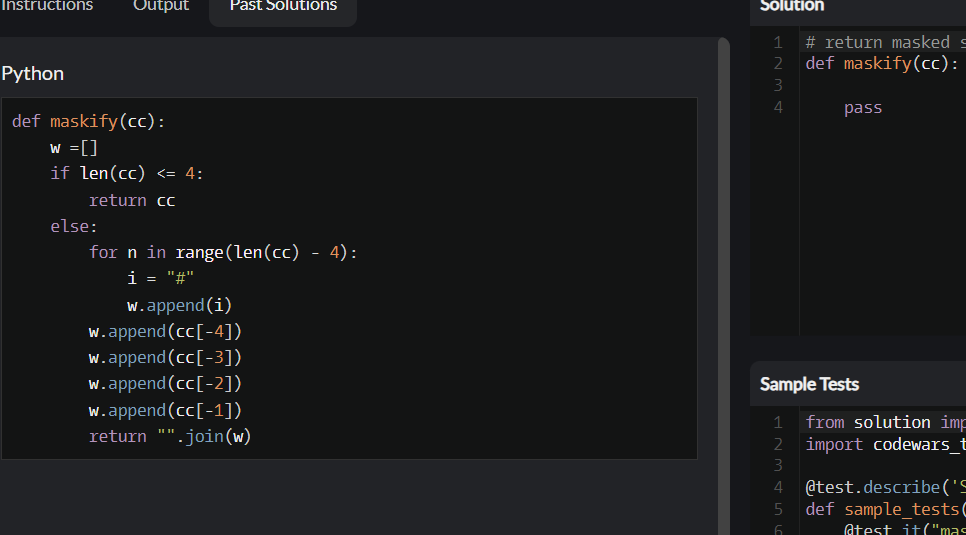 Instructions Output Past Solutions
Python
def maskify(cc):
    w =[]
    if len(cc) <= 4:
        return cc
    else:
        for n in range(len(cc) - 4):
            i = "#"
            w.append(i)
        w.append(cc[-4])
        w.append(cc[-3])
        w.append(cc[-2])
        w.append(cc[-1])
        return "".join(w)
Solution
1 # return masked s
2 def maskify(cc):
3
4     pass
Sample Tests
1 from solution imp
2 import codewars_t
3
4 @test.describe('S
5 def sample_tests(
6     @test.it("mas